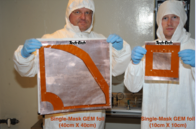 Single-Mask GEM foil
(40cm X 40cm)
Single-Mask GEM foil
(10cm X 10cm)